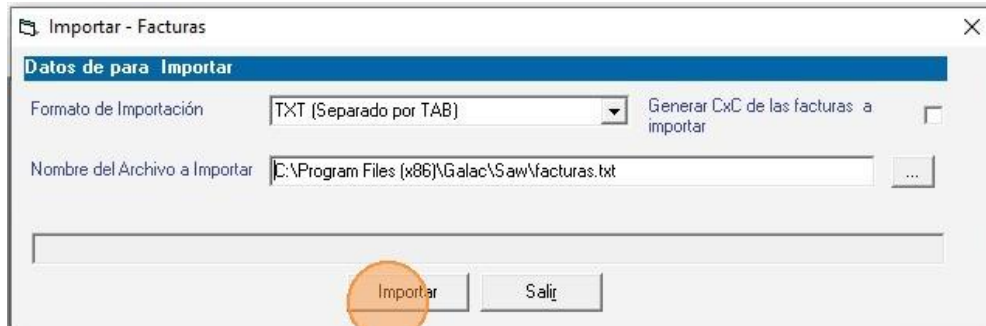 Importar - Facturas
Datos de para Importar
Formato de Importación
TXT (Separado por TAB)
Generar CxC de las facturas a
importar
Nombre del Archivo a Importar
C:\Program Files (x86)\Galac\Saw\facturas.txt
...
Importar
Salir